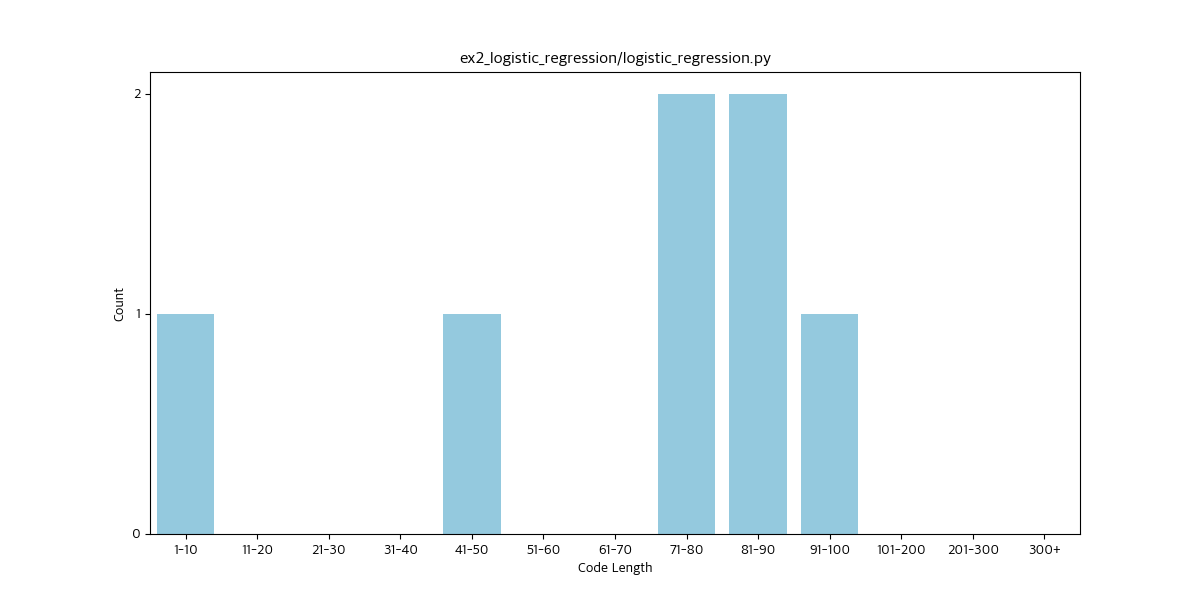 ex2_logistic_regression/logistic_regression.py
2
1
0
Count
1-10 11-20 21-30 31-40 41-50 51-60 61-70 71-80 81-90 91-100 101-200 201-300 300+
Code Length